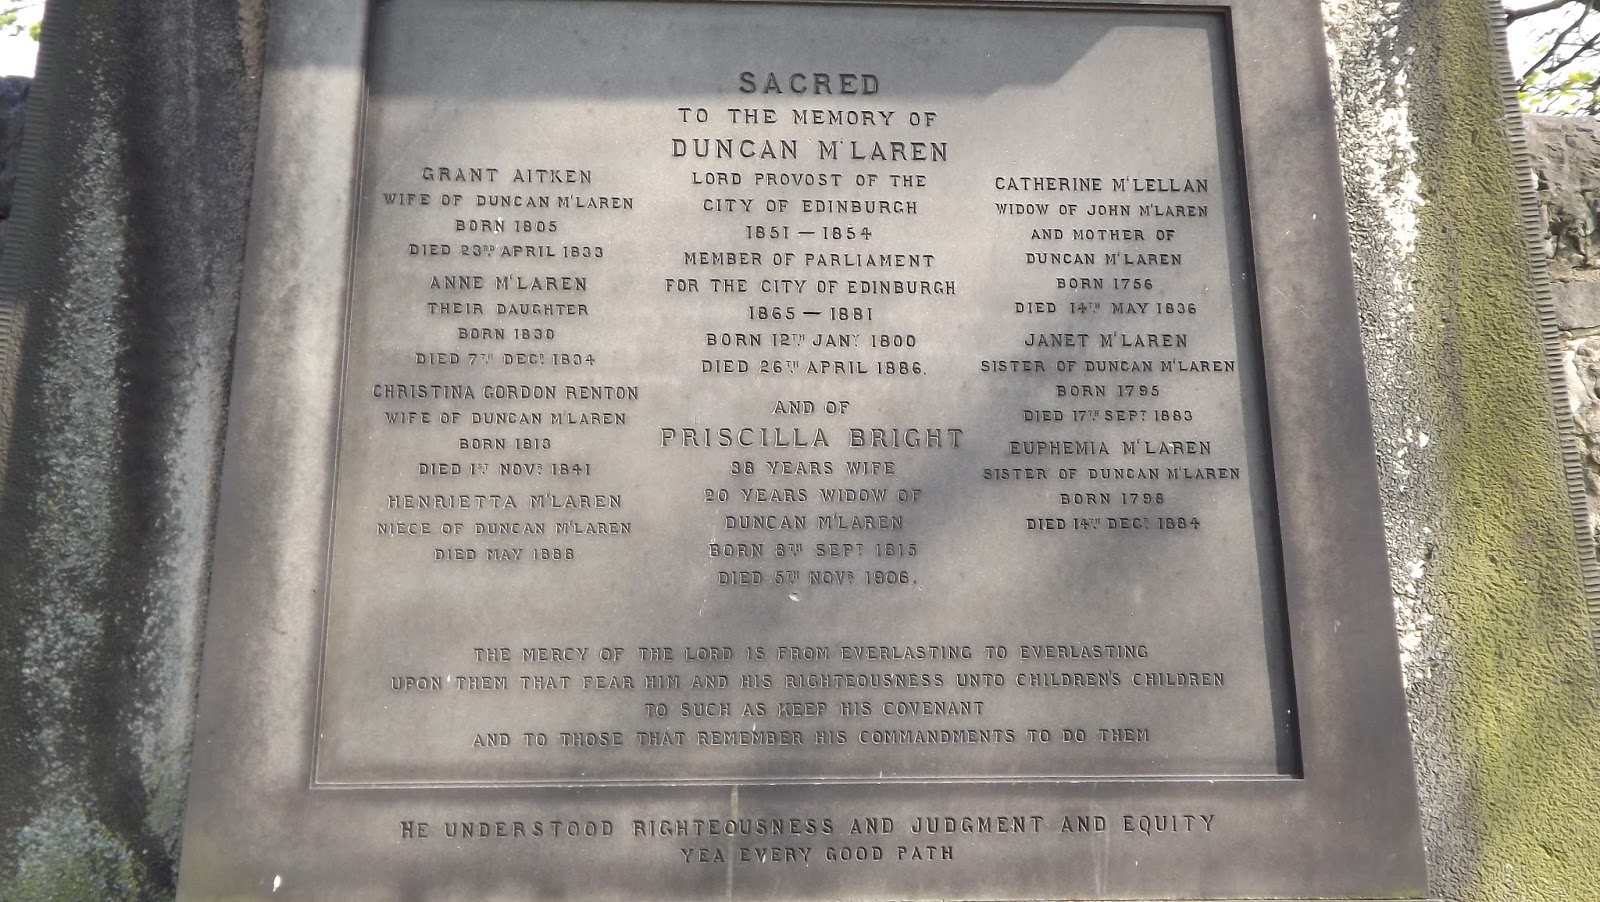 SACRED
TO THE MEMORY OF
DUNCAN M'LAREN
LORD PROVOST OF THE
CITY OF EDINBURGH
1851 — 1854
MEMBER OF PARLIAMENT
FOR THE CITY OF EDINBURGH
1865 — 1881
BORN 12TH JANY 1800
DIED 26TH APRIL 1886.
AND OF
PRISCILLA BRIGHT
38 YEARS WIFE
20 YEARS WIDOW OF
DUNCAN M'LAREN
BORN 8TH SEPT 1815
DIED 5TH NOVR 1906.
GRANT AITKEN
WIFE OF DUNCAN M'LAREN
BORN 1805
DIED 23RD APRIL 1833
ANNE M'LAREN
THEIR DAUGHTER
BORN 1830
DIED 7TH DECR 1834
CHRISTINA GORDON RENTON
WIFE OF DUNCAN M'LAREN
BORN 1813
DIED 1ST NOVR 1841
HENRIETTA M'LAREN
NIECE OF DUNCAN M'LAREN
DIED MAY 1888
CATHERINE M'LELLAN
WIDOW OF JOHN M'LAREN
AND MOTHER OF
DUNCAN M'LAREN
BORN 1756
DIED 14TH MAY 1836
JANET M'LAREN
SISTER OF DUNCAN M'LAREN
BORN 1795
DIED 17TH SEPT 1883
EUPHEMIA M'LAREN
SISTER OF DUNCAN M'LAREN
BORN 1798
DIED 14TH DECR 1884
THE MERCY OF THE LORD IS FROM EVERLASTING TO EVERLASTING
UPON THEM THAT FEAR HIM AND HIS RIGHTEOUSNESS UNTO CHILDREN'S CHILDREN
TO SUCH AS KEEP HIS COVENANT
AND TO THOSE THAT REMEMBER HIS COMMANDMENTS TO DO THEM
HE UNDERSTOOD RIGHTEOUSNESS AND JUDGMENT AND EQUITY
YEA EVERY GOOD PATH